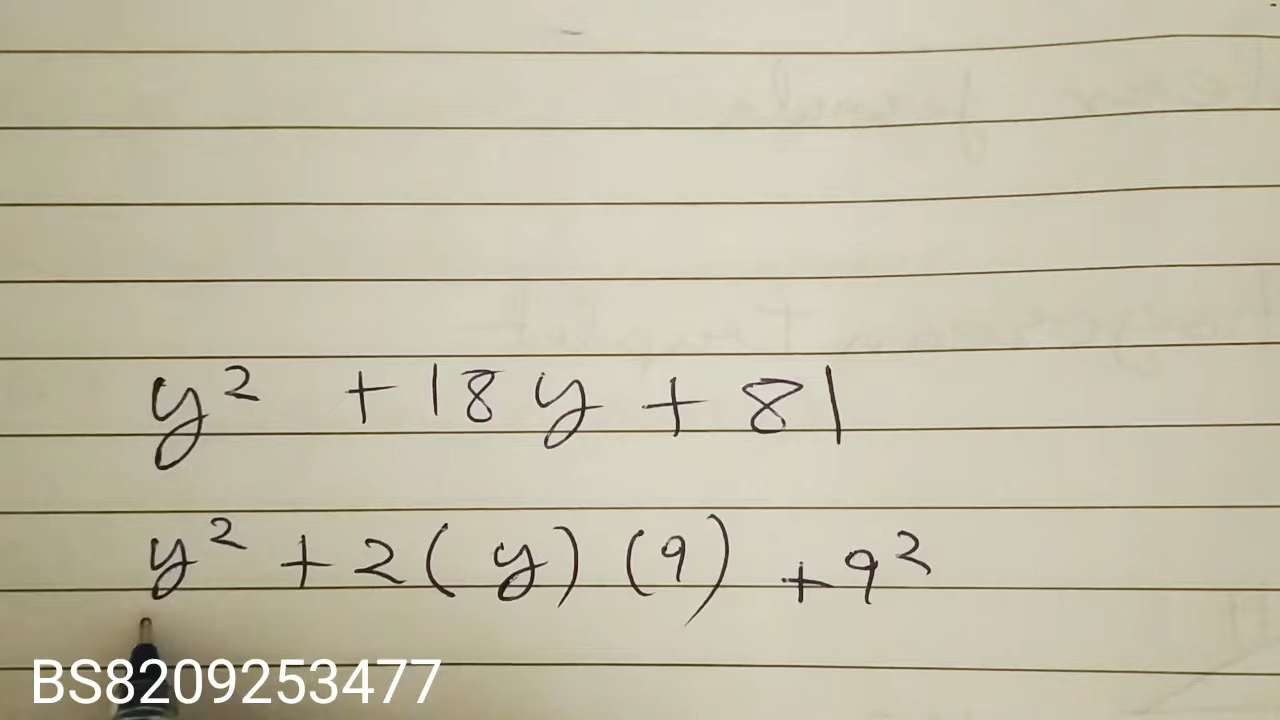 y² + 18y + 81
y² + 2(y)(9) + 9²
BS8209253477